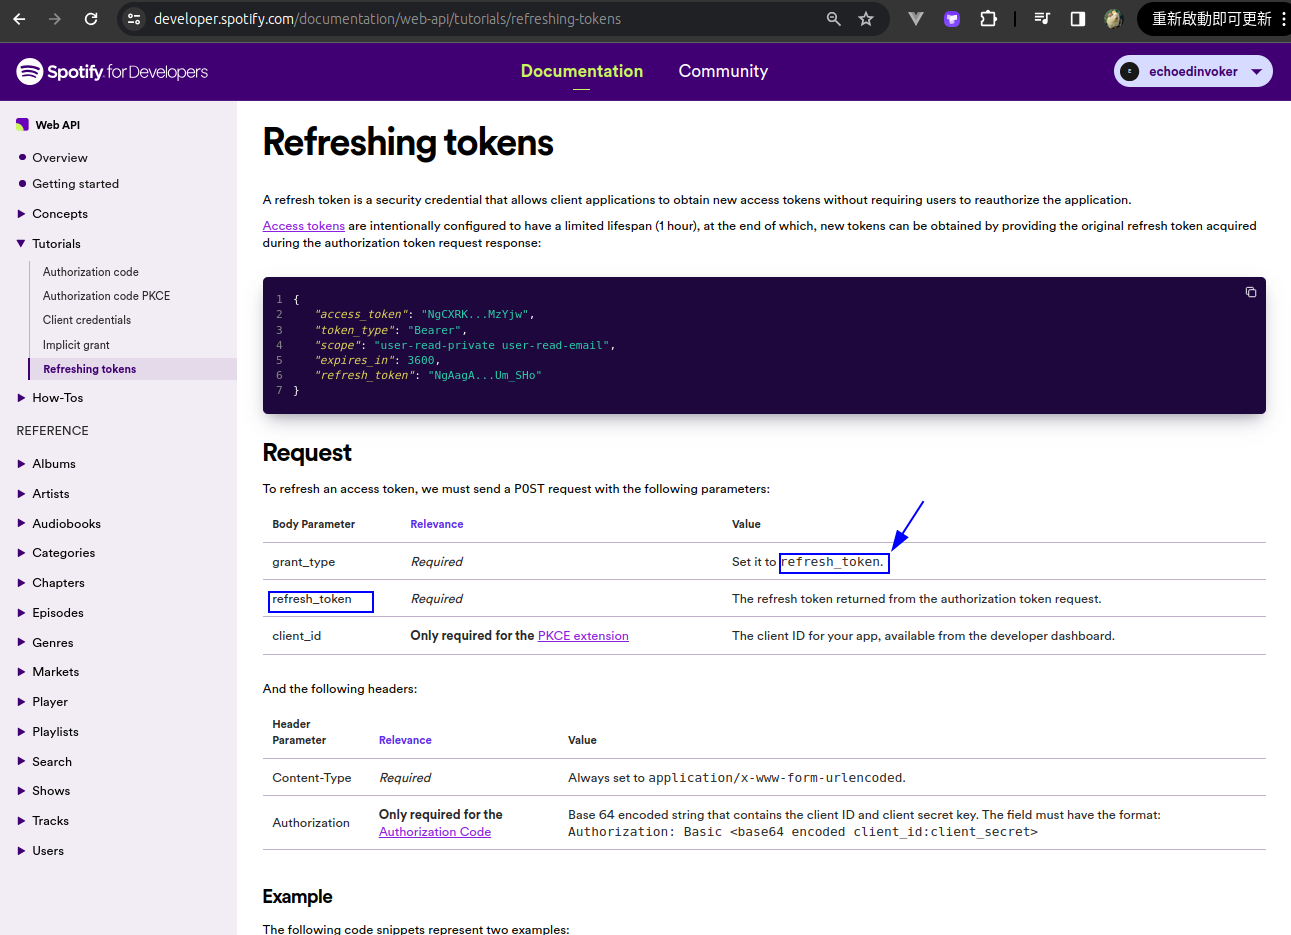 developer.spotify.com/documentation/web-api/tutorials/refreshing-tokens
重新啟動即可更新
Spotify for Developers
Documentation
Community
echoedinvoker
Web API
Overview
Getting started
Concepts
Tutorials
Authorization code
Authorization code PKCE
Client credentials
Implicit grant
Refreshing tokens
How-Tos
REFERENCE
Albums
Artists
Audiobooks
Categories
Chapters
Episodes
Genres
Markets
Player
Playlists
Search
Shows
Tracks
Users
Refreshing tokens
A refresh token is a security credential that allows client applications to obtain new access tokens without requiring users to reauthorize the application.
Access tokens are intentionally configured to have a limited lifespan (1 hour), at the end of which, new tokens can be obtained by providing the original refresh token acquired
during the authorization token request response:
1 {
2 "access_token": "NgCXRK...MzYjw",
3 "token_type": "Bearer",
4 "scope": "user-read-private user-read-email",
5 "expires_in": 3600,
6 "refresh_token": "NgAagA...Um_SHo"
7 }
Request
To refresh an access token, we must send a POST request with the following parameters:
Body Parameter Relevance Value
grant_type Required Set it to refresh_token.
refresh_token Required The refresh token returned from the authorization token request.
client_id Only required for the PKCE extension The client ID for your app, available from the developer dashboard.
And the following headers:
Header
Parameter Relevance Value
Content-Type Required Always set to application/x-www-form-urlencoded.
Authorization Only required for the
Authorization Code Base 64 encoded string that contains the client ID and client secret key. The field must have the format:
Authorization: Basic <base64 encoded client_id:client_secret>
Example
The following code snippets represent two examples: